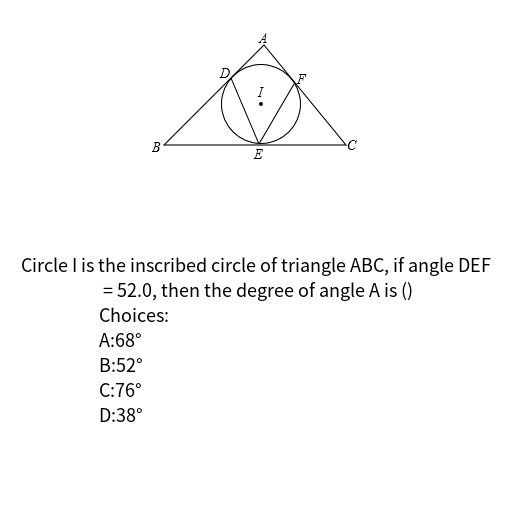 A
D
F
I
B
E
C
Circle I is the inscribed circle of triangle ABC, if angle DEF
= 52.0, then the degree of angle A is ()
Choices:
A:68°
B:52°
C:76°
D:38°